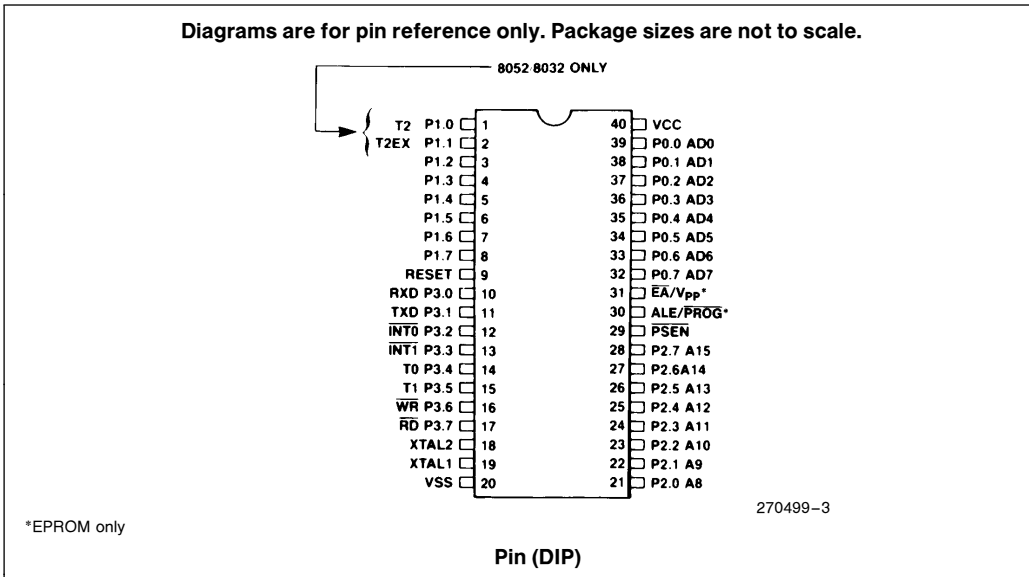 Diagrams are for pin reference only. Package sizes are not to scale.
8052 8032 ONLY
T2 P1.0 1 40 VCC
T2EX P1.1 2 39 P0.0 AD0
P1.2 3 38 P0.1 AD1
P1.3 4 37 P0.2 AD2
P1.4 5 36 P0.3 AD3
P1.5 6 35 P0.4 AD4
P1.6 7 34 P0.5 AD5
P1.7 8 33 P0.6 AD6
RESET 9 32 P0.7 AD7
RXD P3.0 10 31 E̅A̅/VPP*
TXD P3.1 11 30 ALE/P̅R̅O̅G̅*
I̅N̅T̅0̅ P3.2 12 29 P̅S̅E̅N̅
I̅N̅T̅1̅ P3.3 13 28 P2.7 A15
T0 P3.4 14 27 P2.6A14
T1 P3.5 15 26 P2.5 A13
W̅R̅ P3.6 16 25 P2.4 A12
R̅D̅ P3.7 17 24 P2.3 A11
XTAL2 18 23 P2.2 A10
XTAL1 19 22 P2.1 A9
VSS 20 21 P2.0 A8
270499–3
*EPROM only
Pin (DIP)